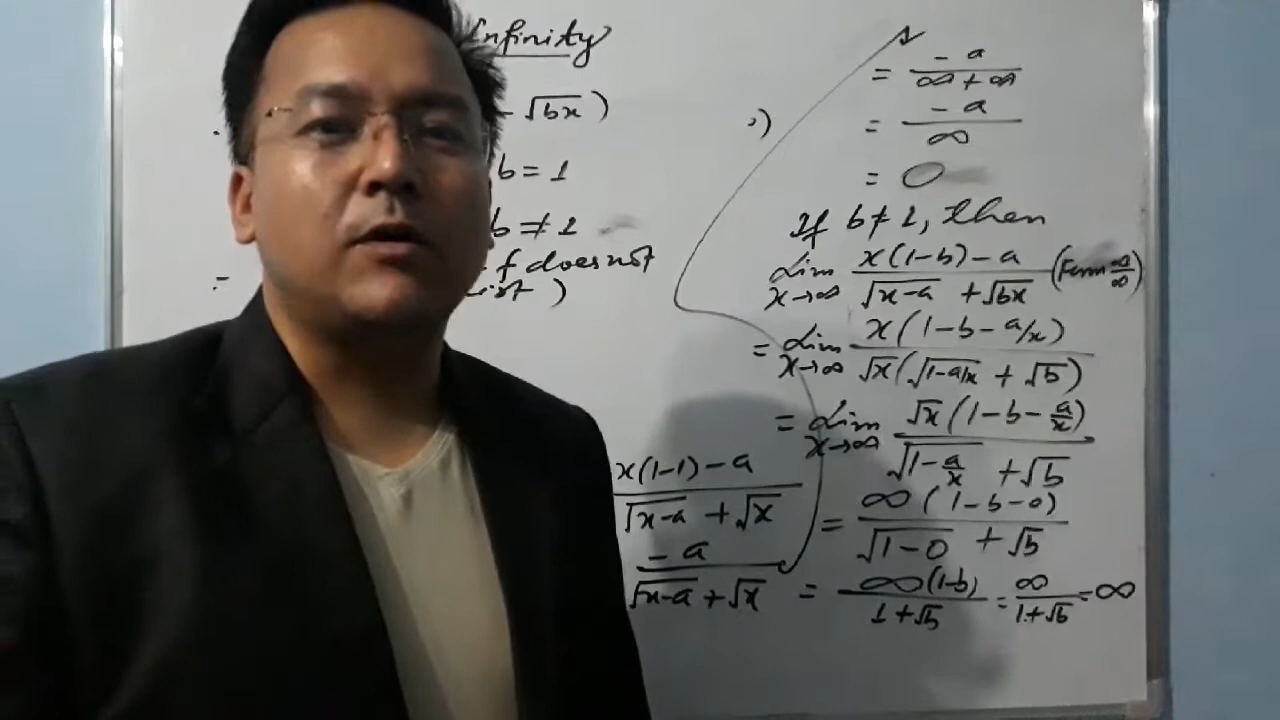 Infinity
- √bx )
b = 1
b ≠ 1
f does not
)
x(1-1) - a
√x-a + √x
- a
√x-a + √x
= - a / ∞ + ∞
= - a / ∞
= 0
If b ≠ 1, then
Lim x→∞ x(1-b) - a / √x-a + √bx (Form ∞/∞)
= Lim x→∞ x(1-b-a/x) / √x(√1-a/x + √b)
= Lim x→∞ √x(1-b-a/x) / √1-a/x + √b
= ∞(1-b-0) / √1-0 + √b
= ∞(1-b) / 1+√b = ∞ / 1+√b = ∞